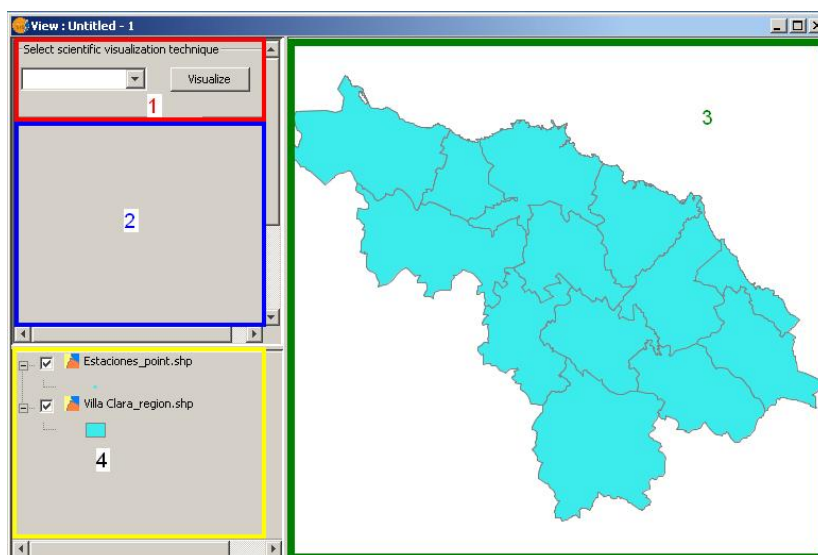 View : Untitled - 1
Select scientific visualization technique
Visualize
1
2
3
Estaciones_point.shp
Villa Clara_region.shp
4